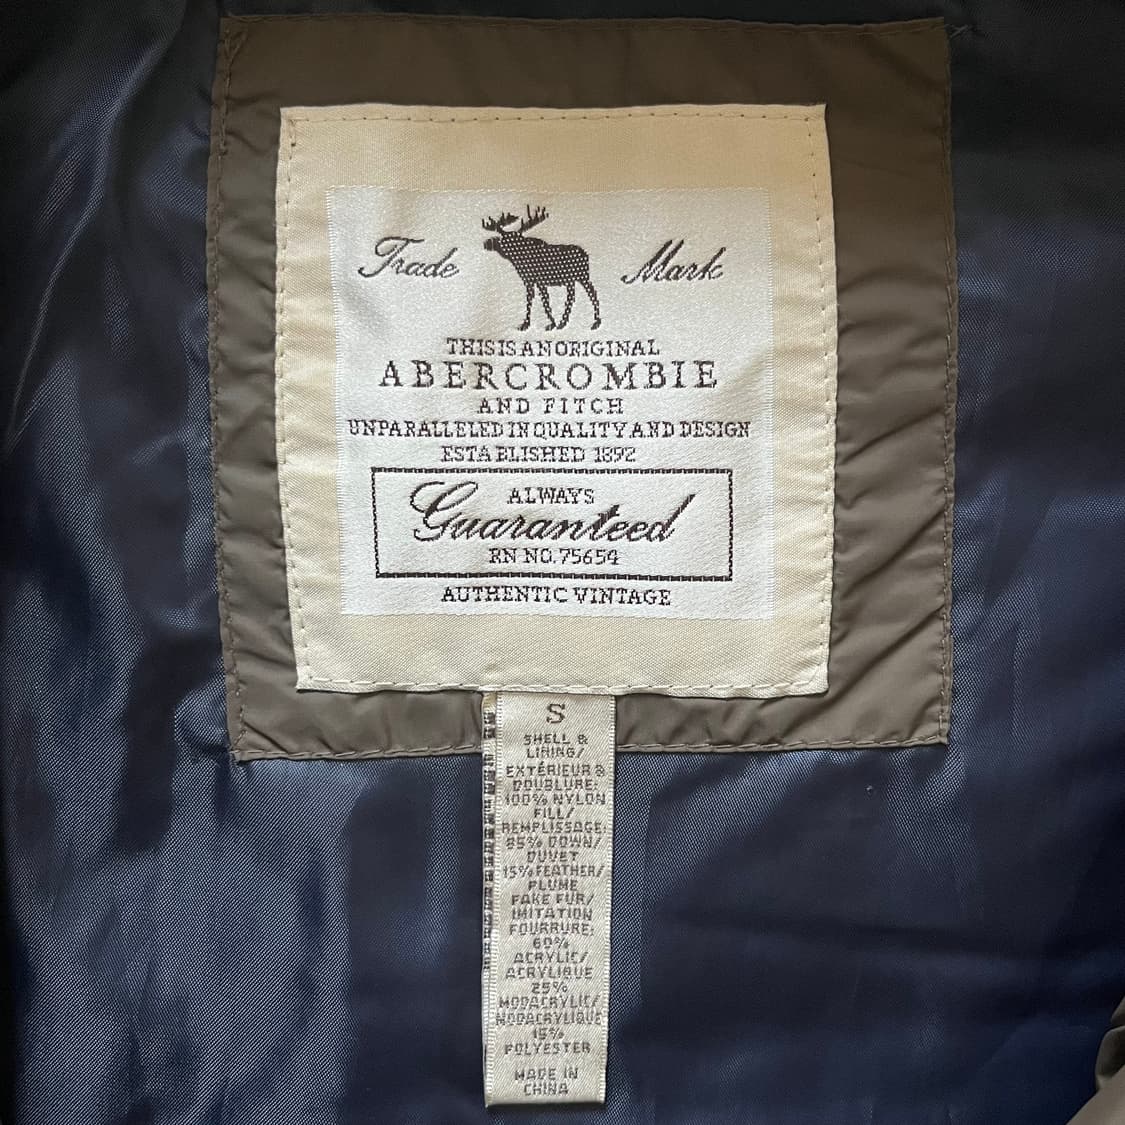 Trade Mark
THIS IS AN ORIGINAL
ABERCROMBIE
AND FITCH
UNPARALLELED IN QUALITY AND DESIGN
ESTABLISHED 1892
ALWAYS
Guaranteed
RN NO. 75654
AUTHENTIC VINTAGE
S
SHELL &
LINING/
EXTÉRIEUR &
DOUBLURE:
100% NYLON
FILL/
REMPLISSAGE:
85% DOWN/
DUVET
15% FEATHER/
PLUME
FAKE FUR/
IMITATION
FOURRURE:
60%
ACRYLIC/
ACRYLIQUE
25%
MODACRYLIC/
MODACRYLIQUE
15%
POLYESTER
MADE IN
CHINA